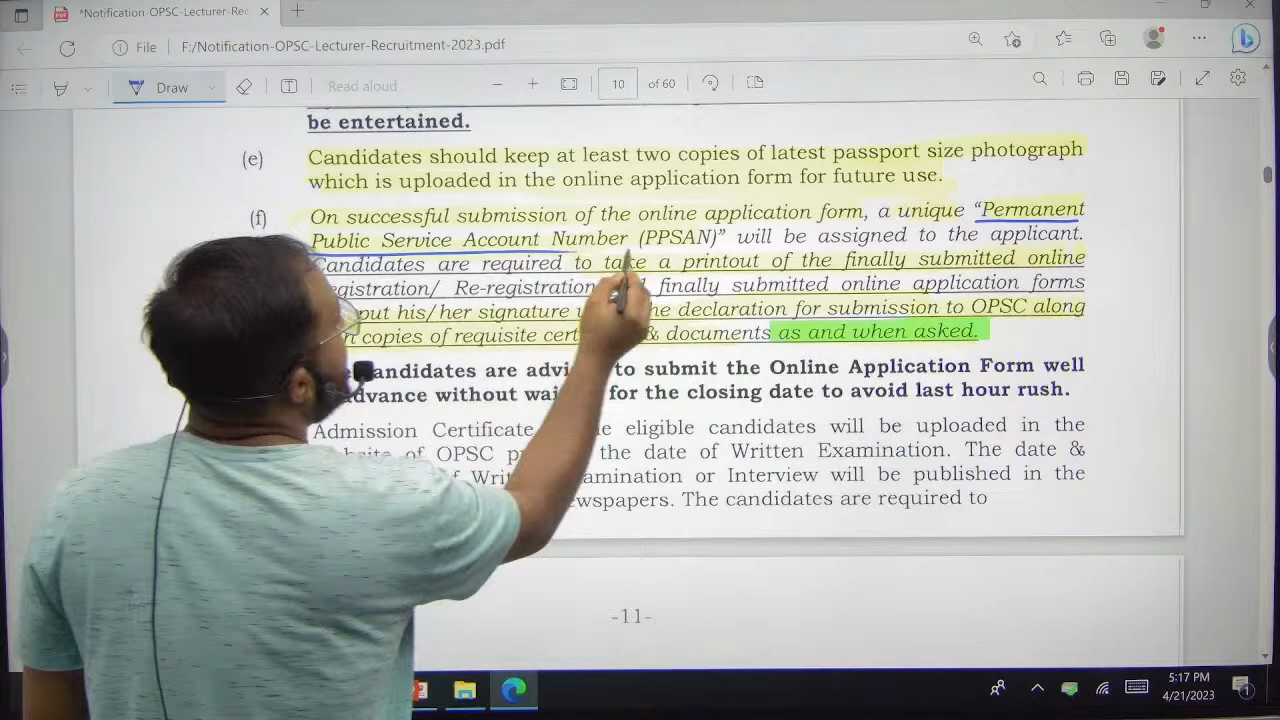 *Notification-OPSC-Lecturer-Rec
File F:/Notification-OPSC-Lecturer-Recruitment-2023.pdf
Draw Read aloud 10 of 60
be entertained.
(e) Candidates should keep at least two copies of latest passport size photograph
which is uploaded in the online application form for future use.
(f) On successful submission of the online application form, a unique “Permanent
Public Service Account Number (PPSAN)” will be assigned to the applicant.
Candidates are required to take a printout of the finally submitted online
gistration/ Re-registration finally submitted online application forms
put his/her signature declaration for submission to OPSC along
copies of requisite & documents as and when asked.
andidates are advi to submit the Online Application Form well
dvance without wai for the closing date to avoid last hour rush.
Admission Certificate eligible candidates will be uploaded in the
of OPSC the date of Written Examination. The date &
amination or Interview will be published in the
wspapers. The candidates are required to
-11-
5:17 PM
4/21/2023